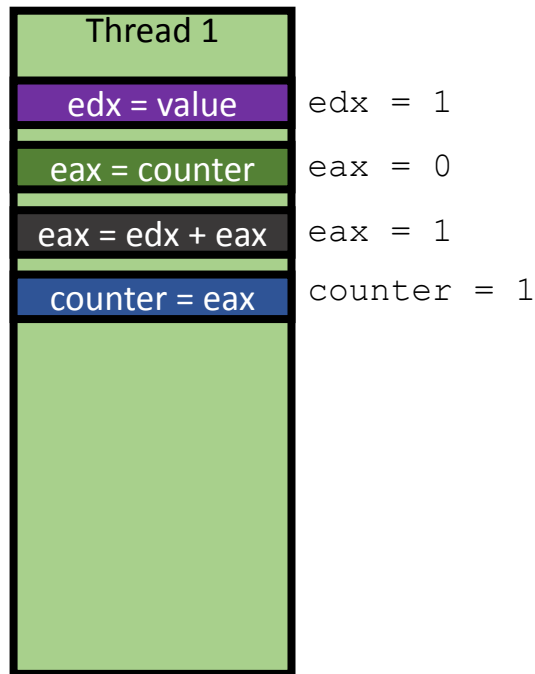 Thread 1
edx = value edx = 1
eax = counter eax = 0
eax = edx + eax eax = 1
counter = eax counter = 1